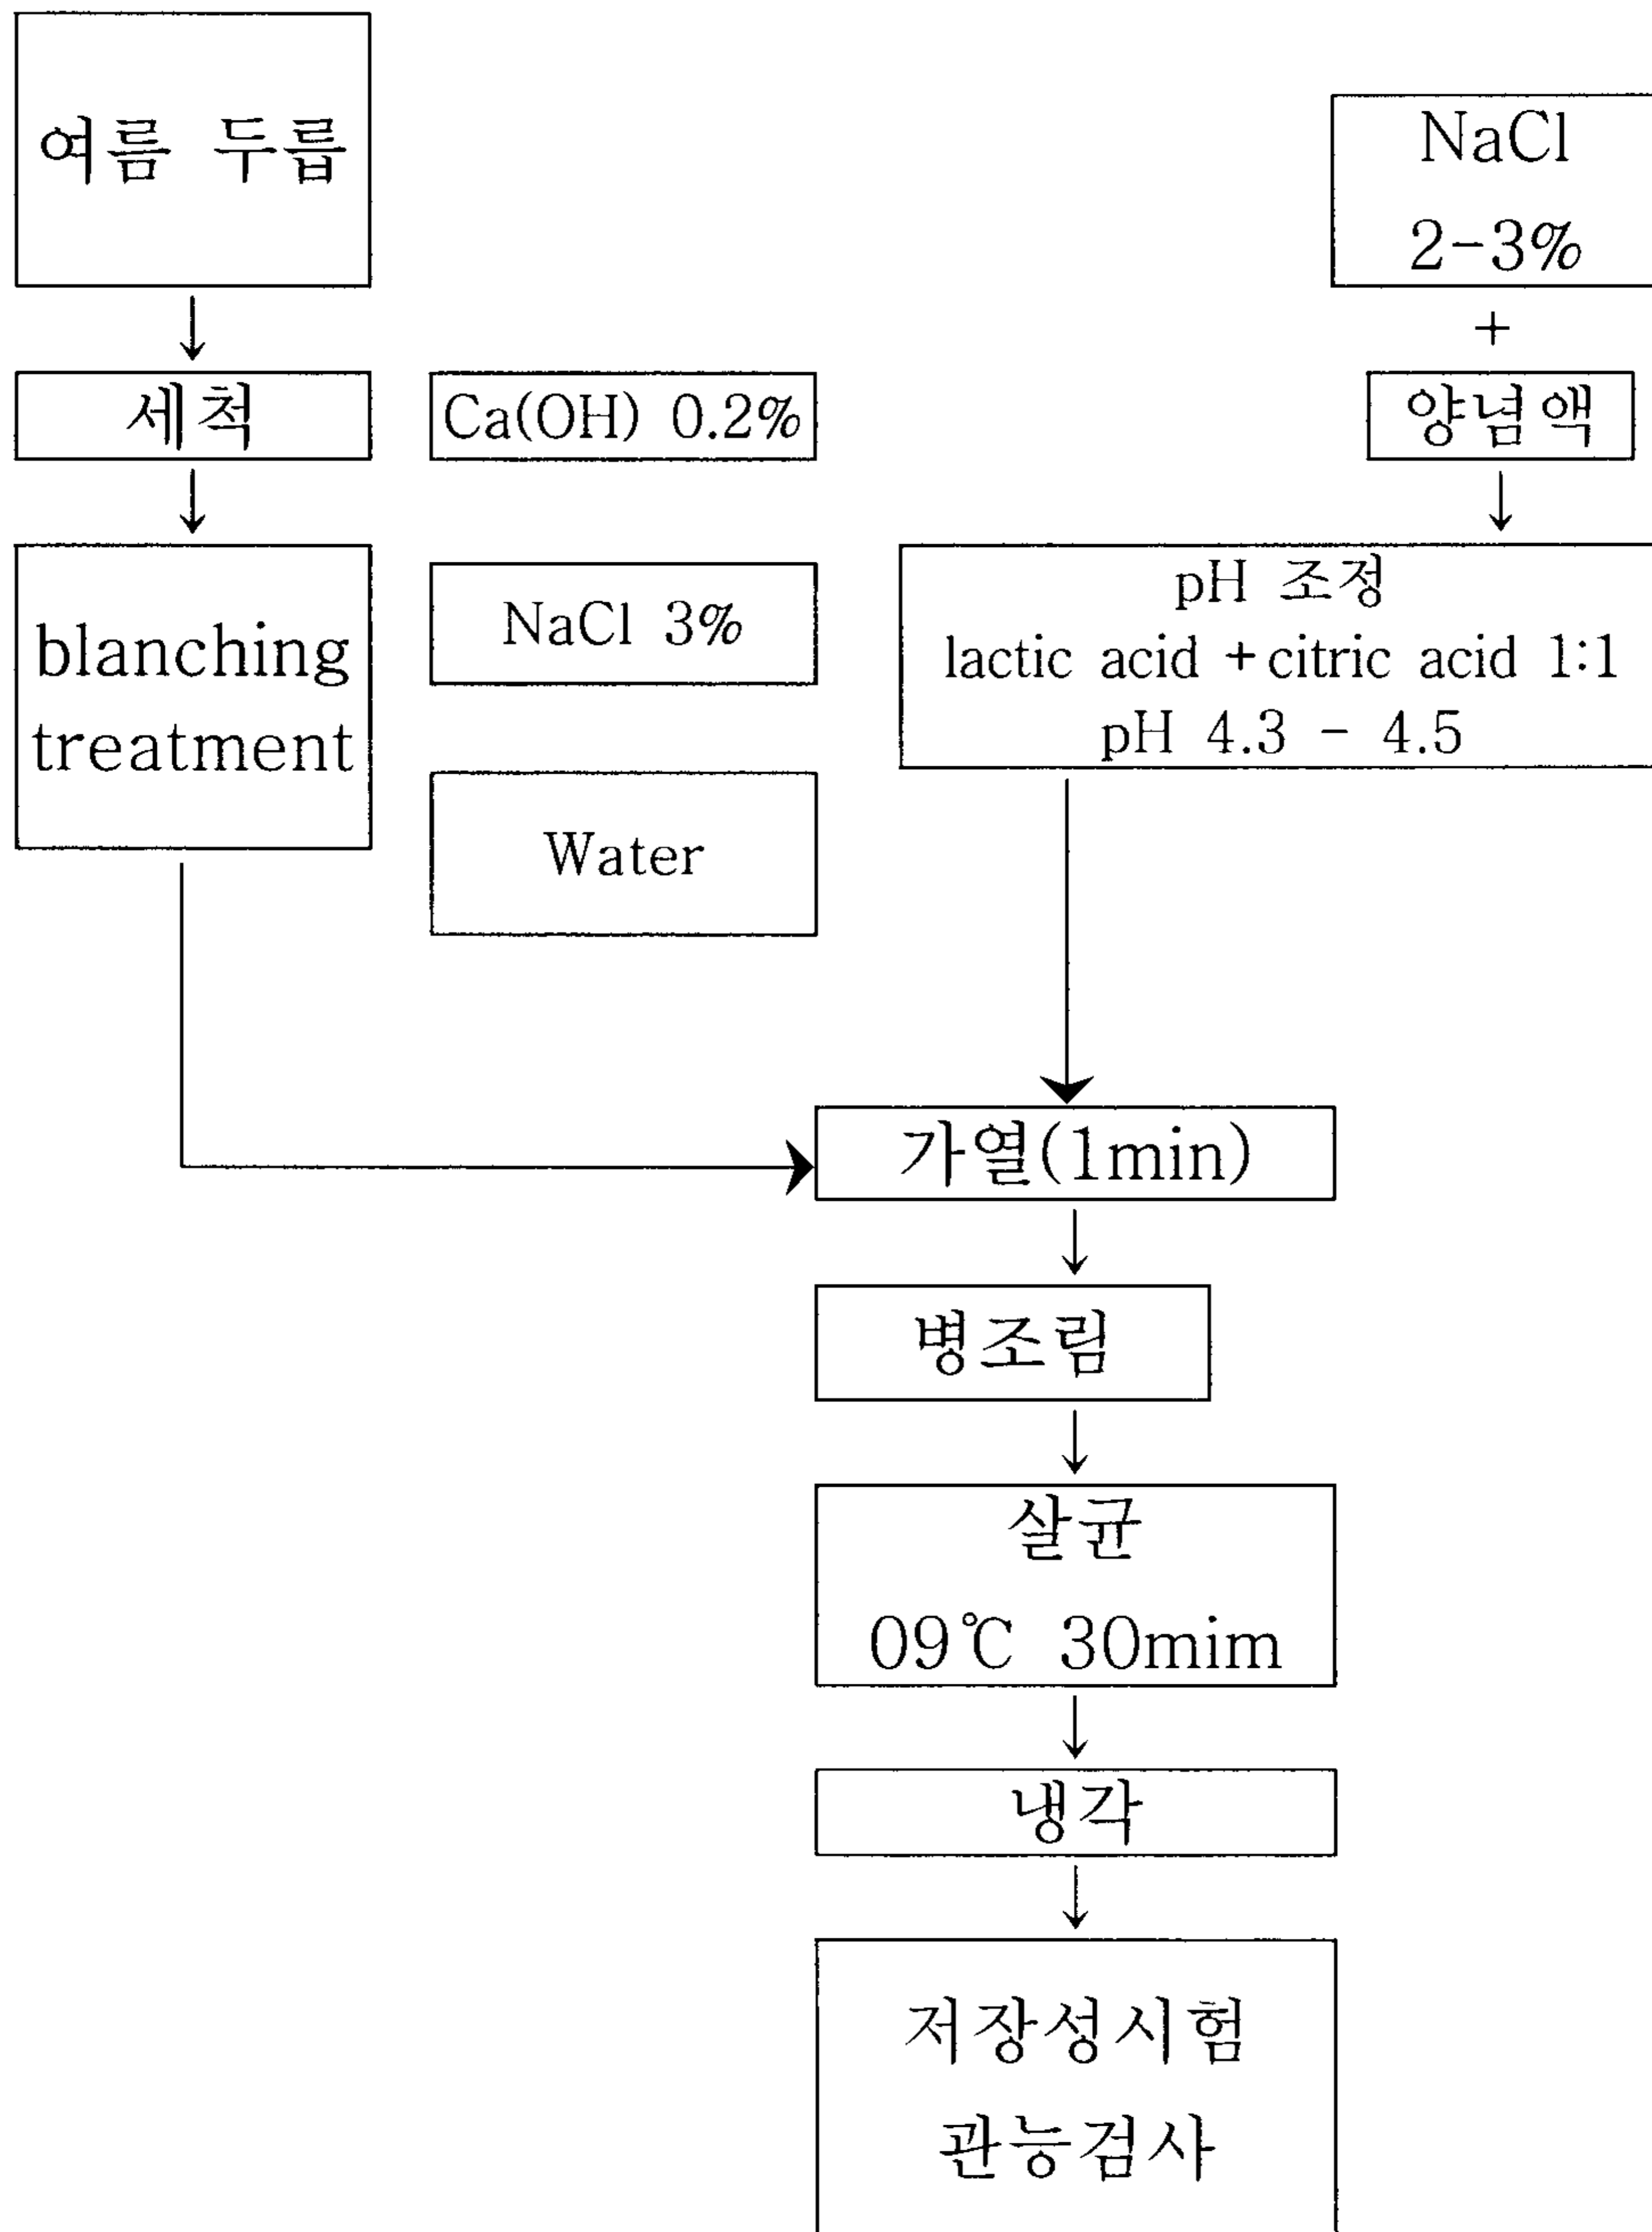 여름 두릅
NaCl
2-3%
+
세척
Ca(OH) 0.2%
양념액
blanching
treatment
NaCl 3%
Water
pH 조정
lactic acid +citric acid 1:1
pH 4.3 - 4.5
가열(1min)
병조림
살균
09℃ 30mim
냉각
저장성시험
관능검사